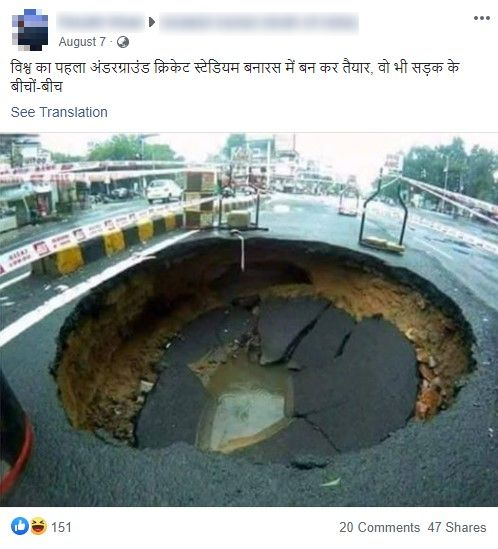 August 7 ·
विश्व का पहला अंडरग्राउंड क्रिकेट स्टेडियम बनारस में बन कर तैयार, वो भी सड़क के
बीचों-बीच
See Translation
151
20 Comments 47 Shares